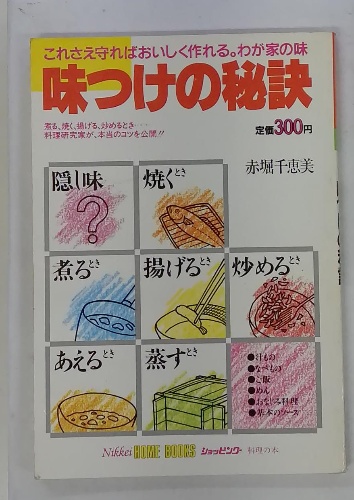 これさえ守ればおいしく作れる。わが家の味
味つけの秘訣
煮る、焼く、揚げる、炒めるとき……
料理研究家が、本当のコツを公開!!
定価300円
赤堀千恵美
隠し味
?
焼くとき
煮るとき
揚げるとき
炒めるとき
あえるとき
蒸すとき
●汁もの
●なべもの
●ご飯
●めん
●おなじみ料理
●基本のソース
Nikkei HOME BOOKS ショッピング 料理の本